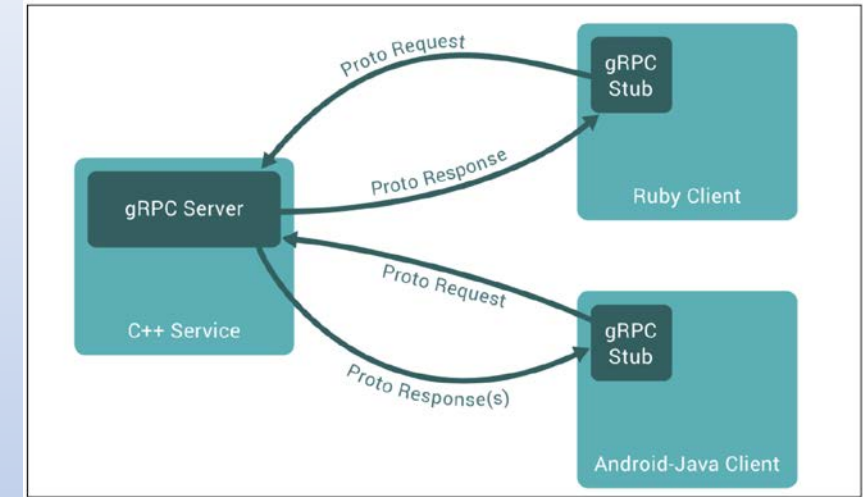 Proto Request
gRPC
Stub
Proto Response
Ruby Client
gRPC Server
C++ Service
Proto Request
gRPC
Stub
Proto Response(s)
Android-Java Client